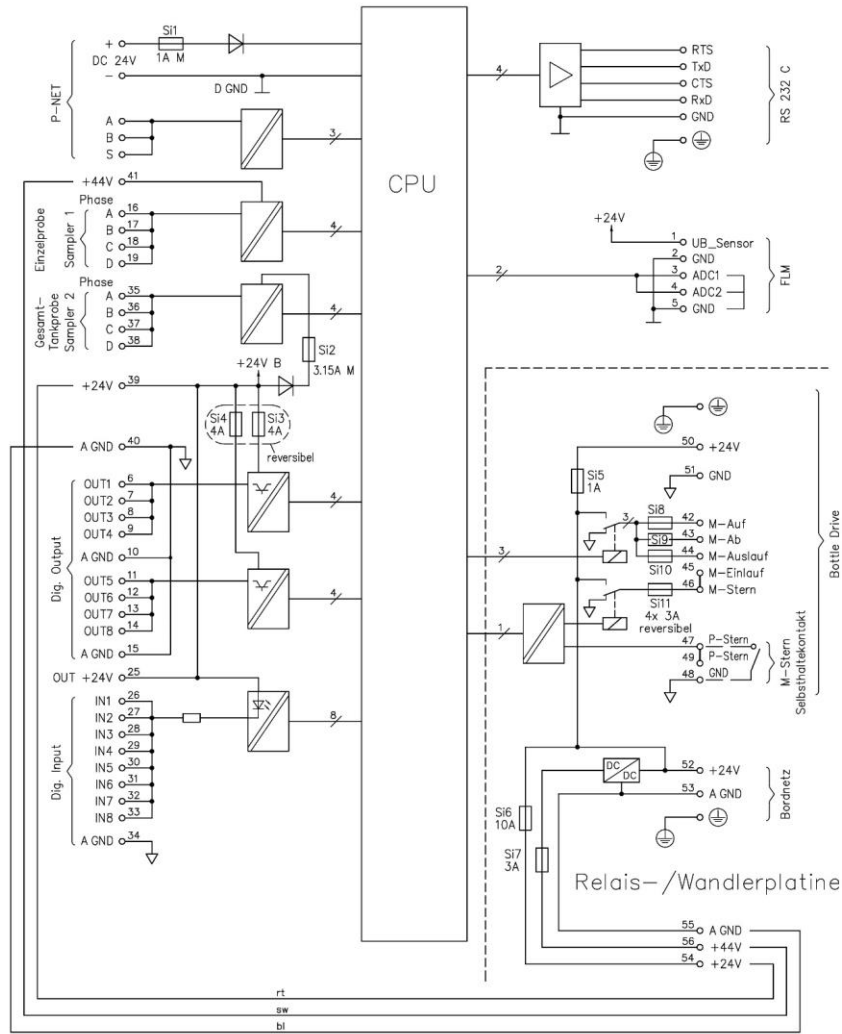 Si1
+
1A M
DC 24V
-
D GND
P-NET
A
B
S
3
+44V 41
Phase
A 16
B 17
C 18
D 19
Einzelprobe
Sampler 1
4
Phase
A 35
B 36
C 37
D 38
Gesamt-
Tankprobe
Sampler 2
4
Si2
3.15A M
+24V B
+24V 39
Si4
4A
Si3
4A
reversibel
A GND 40
OUT1 6
OUT2 7
OUT3 8
OUT4 9
A GND 10
4
OUT5 11
OUT6 12
OUT7 13
OUT8 14
A GND 15
Dig. Output
4
OUT +24V 25
IN1 26
IN2 27
IN3 28
IN4 29
IN5 30
IN6 31
IN7 32
IN8 33
A GND 34
Dig. Input
8
CPU
4
RTS
TxD
CTS
RxD
GND
RS 232 C
+24V
1 UB_Sensor
2 GND
3 ADC1
4 ADC2
5 GND
FLM
2
50 +24V
51 GND
Si5
1A
3
3
Si8
42 M-Auf
Si9
43 M-Ab
Si10
44 M-Auslauf
45 M-Einlauf
46 M-Stern
Si11
4x 3A
reversibel
1
47 P-Stern
49 P-Stern
48 GND
M-Stern
Selbsthaltekontakt
Bottle Drive
DC
DC
52 +24V
53 A GND
Bordnetz
Si6
10A
Si7
3A
Relais-/Wandlerplatine
55 A GND
56 +44V
54 +24V
rt
sw
bl